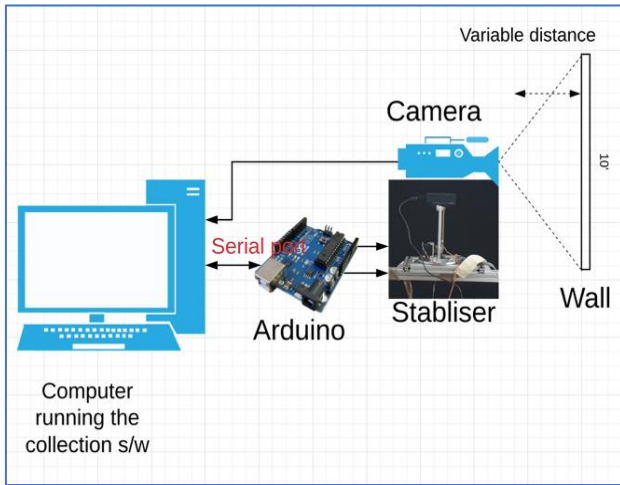 Variable distance
Camera
10'
Serial port
Arduino
Stabliser
Wall
Computer
running the
collection s/w